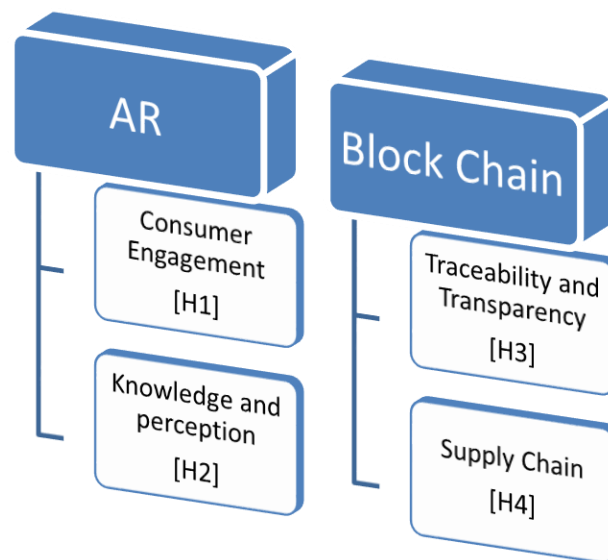 AR
Consumer
Engagement
[H1]
Knowledge and
perception
[H2]
Block Chain
Traceability and
Transparency
[H3]
Supply Chain
[H4]